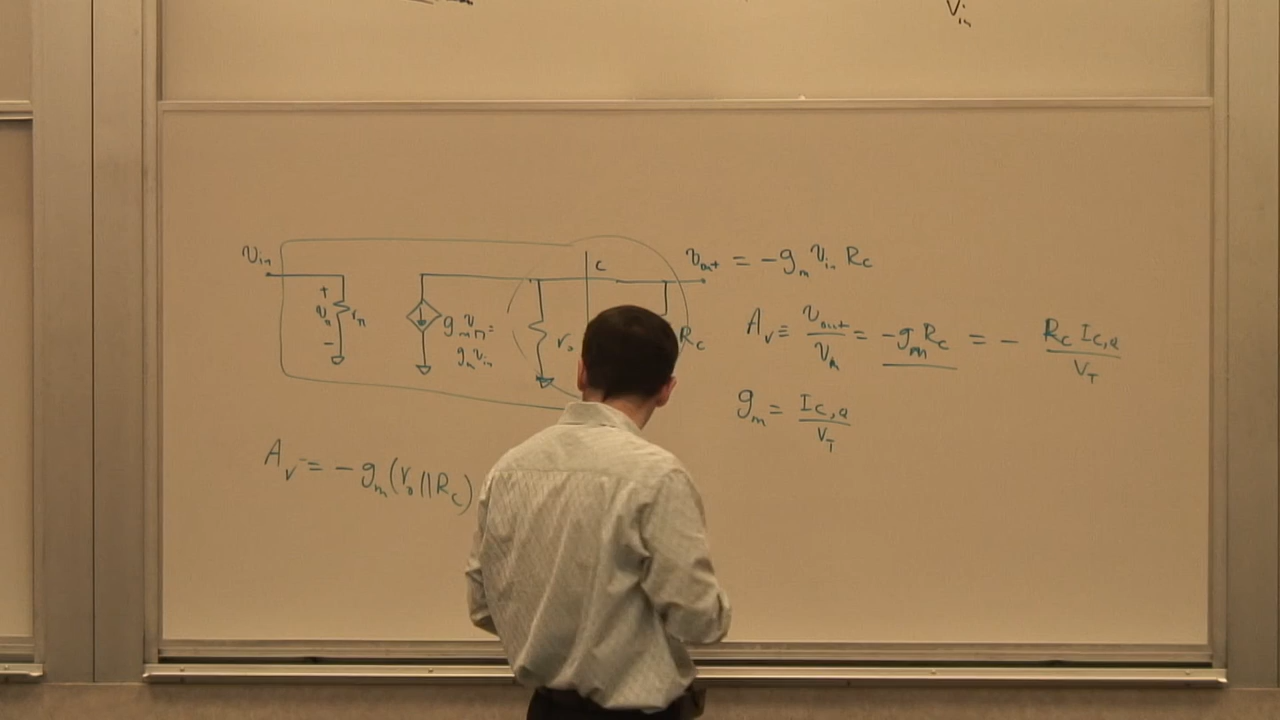 V_in
v_in
+
v_π
−
r_π
g_m v_π =
g_m v_in
r_o
C
R_C
v_out = −g_m v_in R_C
A_v ≡ v_out / v_in = −g_m R_C = − R_C I_C,Q / V_T
g_m = I_C,Q / V_T
A_v = −g_m (r_o || R_C)